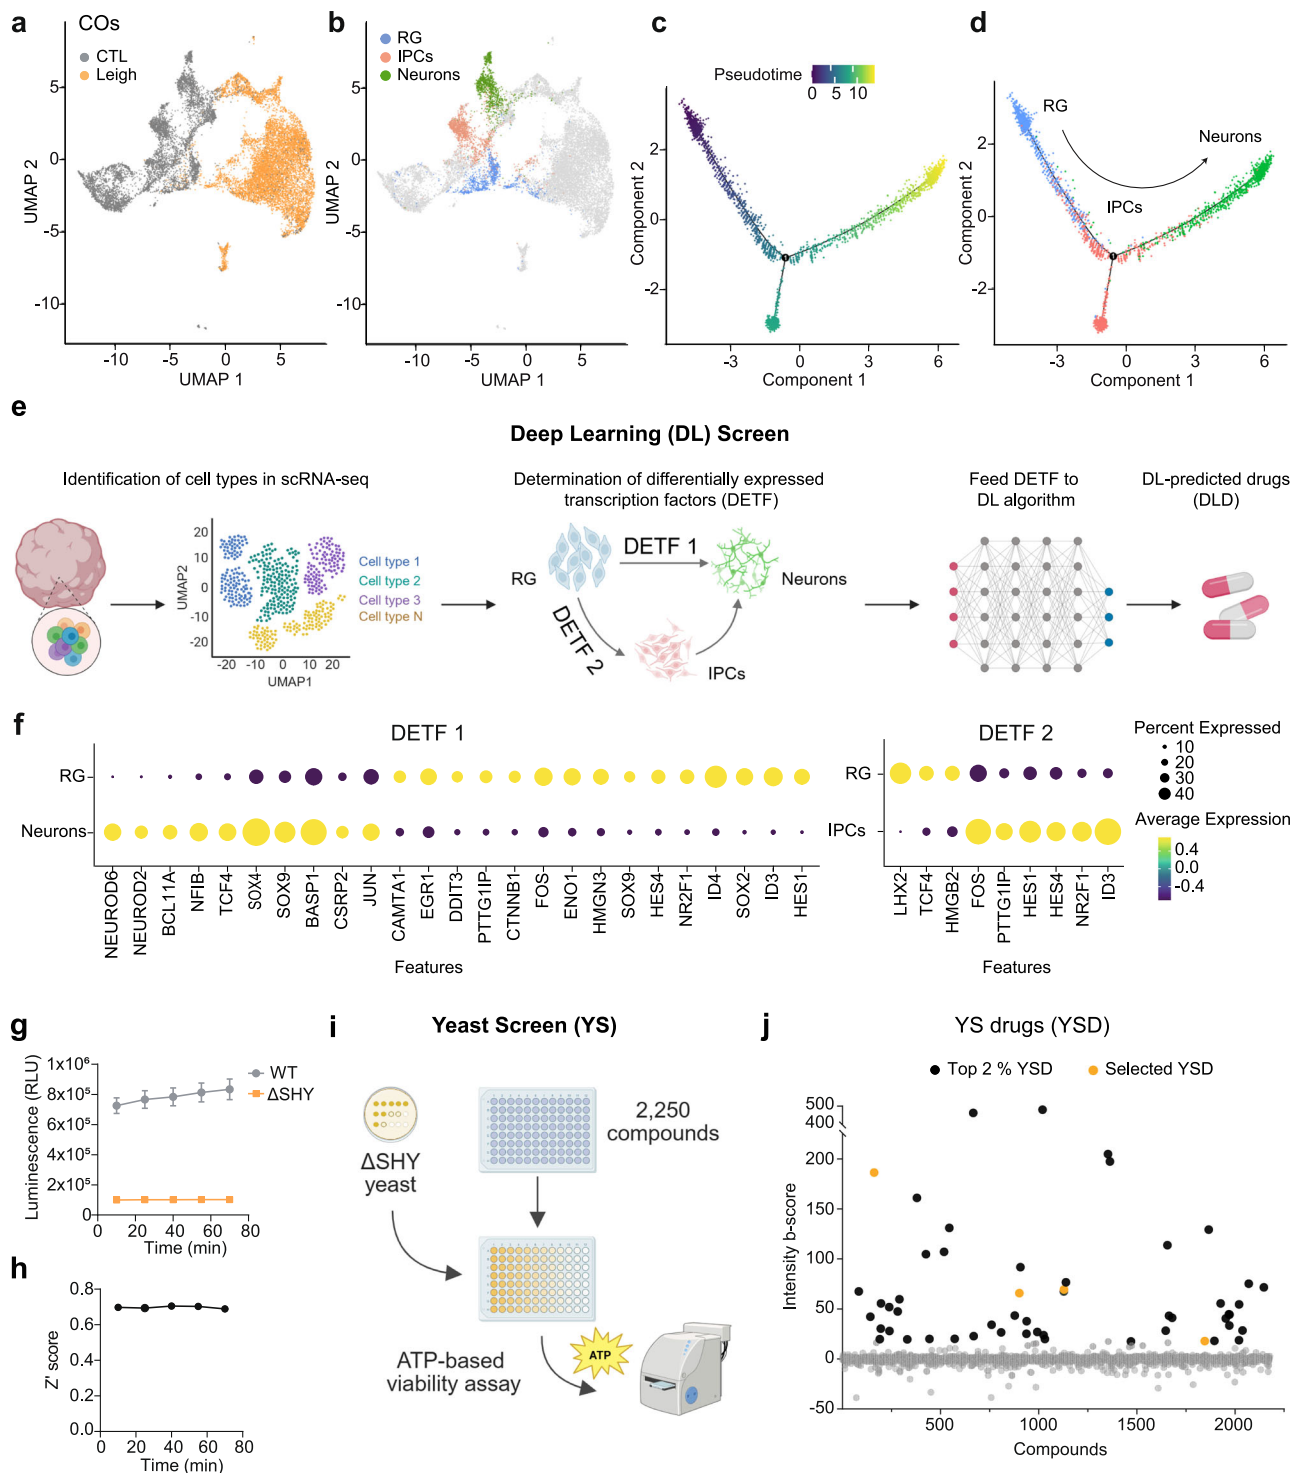 a
COs
CTL
Leigh
5
0
-5
-10
UMAP 2
-10
-5
0
5
UMAP 1
b
RG
IPCs
Neurons
5
0
-5
-10
UMAP 2
-10
-5
0
5
UMAP 1
c
Pseudotime
0
5
10
2
0
-2
Component 2
-3
0
3
6
Component 1
d
RG
Neurons
IPCs
2
0
-2
Component 2
-3
0
3
6
Component 1
e
Deep Learning (DL) Screen
Identification of cell types in scRNA-seq
Determination of differentially expressed
transcription factors (DETF)
Feed DETF to
DL algorithm
DL-predicted drugs
(DLD)
20
10
0
-10
-20
UMAP2
-20
-10
0
10
20
UMAP1
Cell type 1
Cell type 2
Cell type 3
Cell type N
RG
DETF 1
Neurons
DETF 2
IPCs
f
DETF 1
RG
Neurons
NEUROD6
NEUROD2
BCL11A
NFIB
TCF4
SOX4
SOX9
BASP1
CSRP2
JUN
CAMTA1
EGR1
DDIT3
PTTG1IP
CTNNB1
FOS
ENO1
HMGN3
SOX9
HES4
NR2F1
ID4
SOX2
ID3
HES1
Features
DETF 2
RG
IPCs
LHX2
TCF4
HMGB2
FOS
PTTG1IP
HES1
HES4
NR2F1
ID3
Features
Percent Expressed
10
20
30
40
Average Expression
0.4
0.0
-0.4
g
Luminescence (RLU)
1x10⁶
8x10⁵
6x10⁵
4x10⁵
2x10⁵
0
0
20
40
60
80
Time (min)
WT
ΔSHY
h
Z' score
0.8
0.6
0.4
0.2
0.0
0
20
40
60
80
Time (min)
i
Yeast Screen (YS)
ΔSHY
yeast
2,250
compounds
ATP-based
viability assay
ATP
j
YS drugs (YSD)
Top 2 % YSD
Selected YSD
500
400
200
150
100
50
0
-50
Intensity b-score
500
1000
1500
2000
Compounds